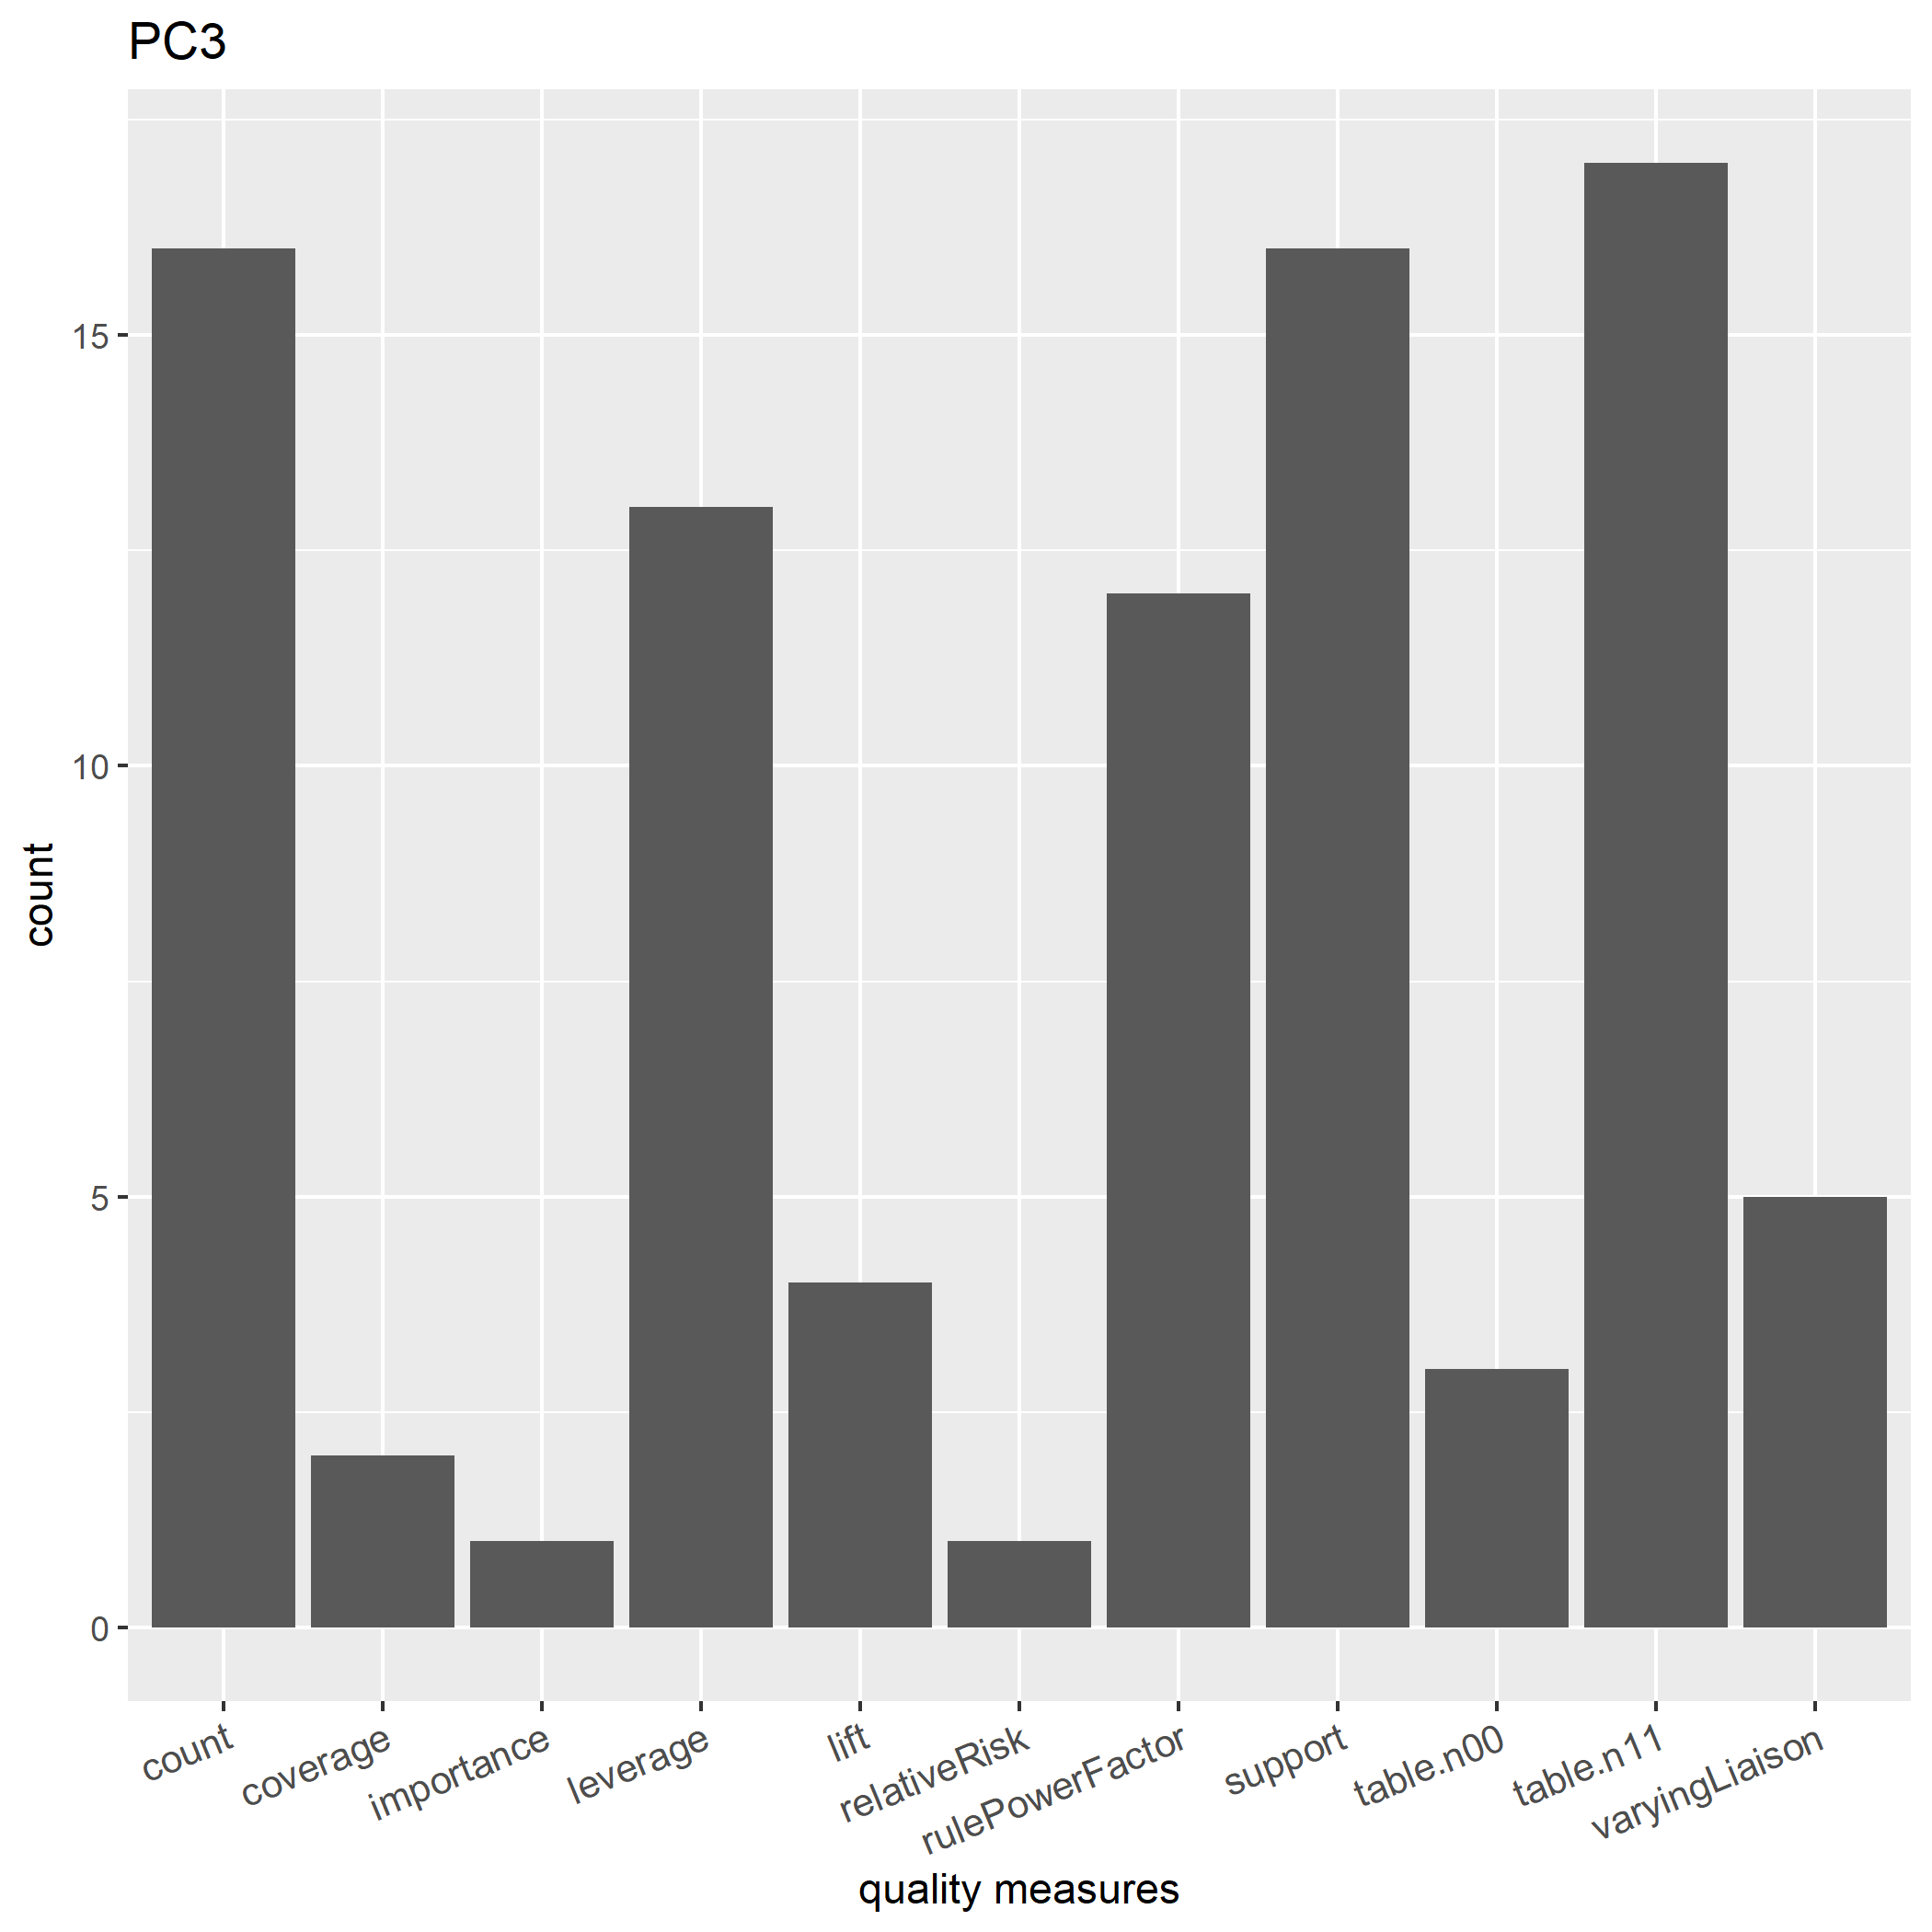 PC3
15
10
5
0
count
count
coverage
importance
leverage
lift
relativeRisk
rulePowerFactor
support
table.n00
table.n11
varyingLiaison
quality measures